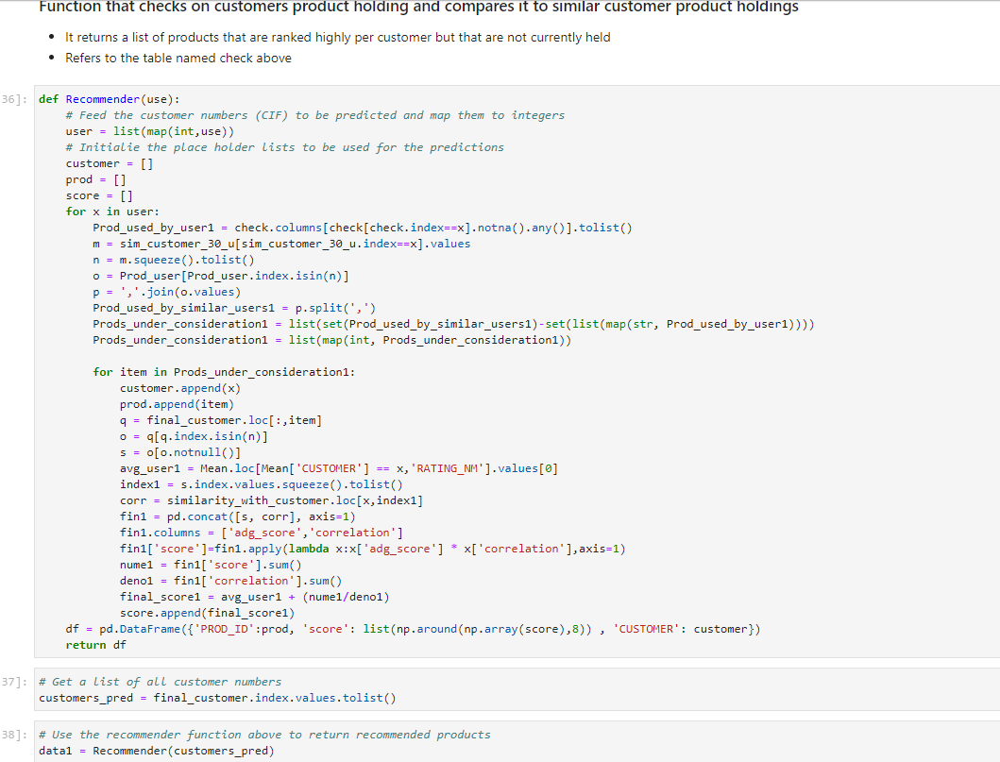 Function that checks on customers product holding and compares it to similar customer product holdings
• It returns a list of products that are ranked highly per customer but that are not currently held
• Refers to the table named check above
36]: def Recommender(use):
    # Feed the customer numbers (CIF) to be predicted and map them to integers
    user = list(map(int,use))
    # Initialie the place holder lists to be used for the predictions
    customer = []
    prod = []
    score = []
    for x in user:
        Prod_used_by_user1 = check.columns[check[check.index==x].notna().any()].tolist()
        m = sim_customer_30_u[sim_customer_30_u.index==x].values
        n = m.squeeze().tolist()
        o = Prod_user[Prod_user.index.isin(n)]
        p = ','.join(o.values)
        Prod_used_by_similar_users1 = p.split(',')
        Prods_under_consideration1 = list(set(Prod_used_by_similar_users1)-set(list(map(str, Prod_used_by_user1))))
        Prods_under_consideration1 = list(map(int, Prods_under_consideration1))
        for item in Prods_under_consideration1:
            customer.append(x)
            prod.append(item)
            q = final_customer.loc[:,item]
            o = q[q.index.isin(n)]
            s = o[o.notnull()]
            avg_user1 = Mean.loc[Mean['CUSTOMER'] == x,'RATING_NM'].values[0]
            index1 = s.index.values.squeeze().tolist()
            corr = similarity_with_customer.loc[x,index1]
            fin1 = pd.concat([s, corr], axis=1)
            fin1.columns = ['adg_score','correlation']
            fin1['score']=fin1.apply(lambda x:x['adg_score'] * x['correlation'],axis=1)
            nume1 = fin1['score'].sum()
            deno1 = fin1['correlation'].sum()
            final_score1 = avg_user1 + (nume1/deno1)
            score.append(final_score1)
    df = pd.DataFrame({'PROD_ID':prod, 'score': list(np.around(np.array(score),8)) , 'CUSTOMER': customer})
    return df
37]: # Get a list of all customer numbers
customers_pred = final_customer.index.values.tolist()
38]: # Use the recommender function above to return recommended products
data1 = Recommender(customers_pred)